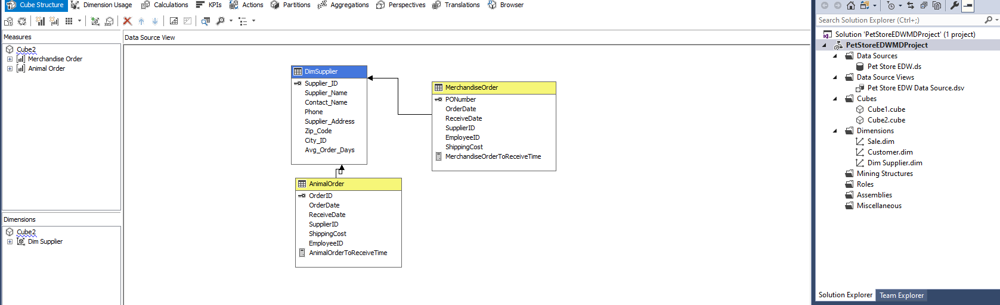 Cube Structure
Dimension Usage
Calculations
KPIs
Actions
Partitions
Aggregations
Perspectives
Translations
Browser
Measures
Cube2
Merchandise Order
Animal Order
Dimensions
Cube2
Dim Supplier
Data Source View
DimSupplier
Supplier_ID
Supplier_Name
Contact_Name
Phone
Supplier_Address
Zip_Code
City_ID
Avg_Order_Days
MerchandiseOrder
PONumber
OrderDate
ReceiveDate
SupplierID
EmployeeID
ShippingCost
MerchandiseOrderToReceiveTime
AnimalOrder
OrderID
OrderDate
ReceiveDate
SupplierID
ShippingCost
EmployeeID
AnimalOrderToReceiveTime
Search Solution Explorer (Ctrl+;)
Solution 'PetStoreEDWMDProject' (1 project)
PetStoreEDWMDProject
Data Sources
Pet Store EDW.ds
Data Source Views
Pet Store EDW Data Source.dsv
Cubes
Cube1.cube
Cube2.cube
Dimensions
Sale.dim
Customer.dim
Dim Supplier.dim
Mining Structures
Roles
Assemblies
Miscellaneous
Solution Explorer
Team Explorer